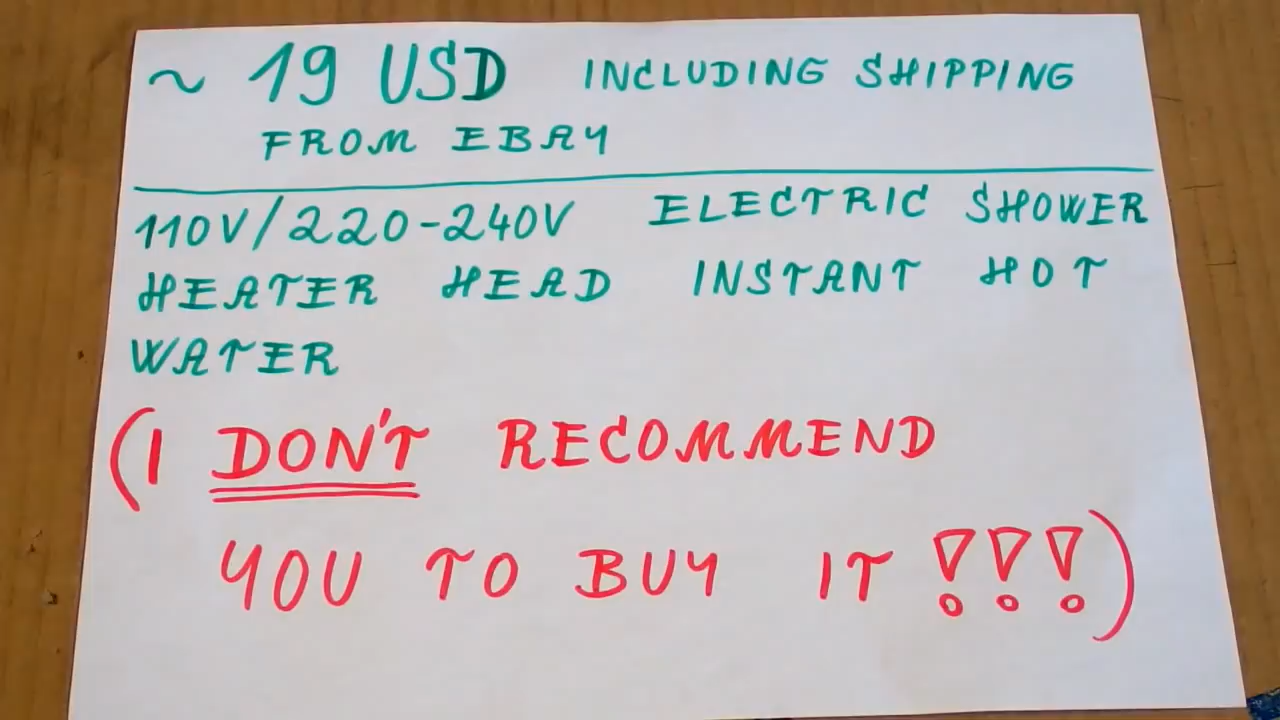 ~ 19 USD INCLUDING SHIPPING
FROM EBAY
110V/220-240V ELECTRIC SHOWER
HEATER HEAD INSTANT HOT
WATER
(I DON'T RECOMMEND
YOU TO BUY IT !!!)